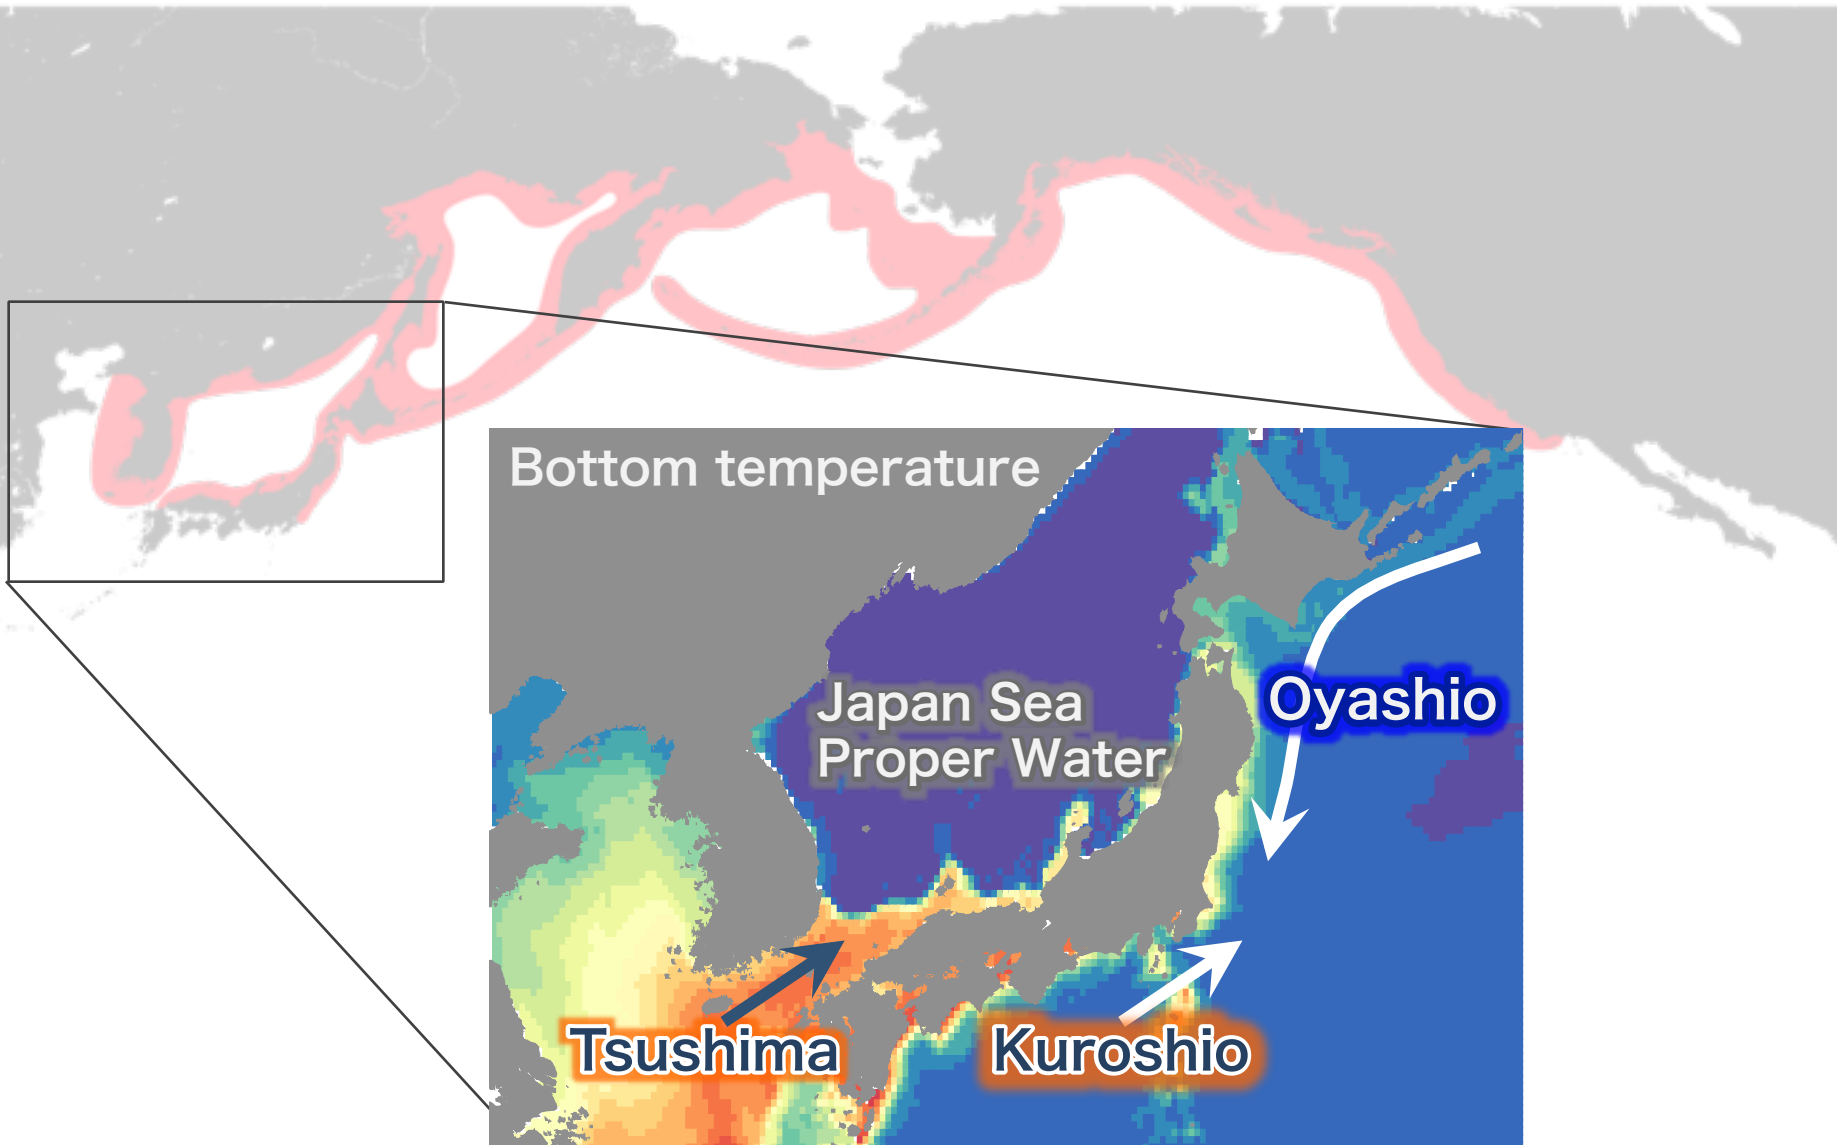 Bottom temperature
Japan Sea
Proper Water
Oyashio
Tsushima
Kuroshio